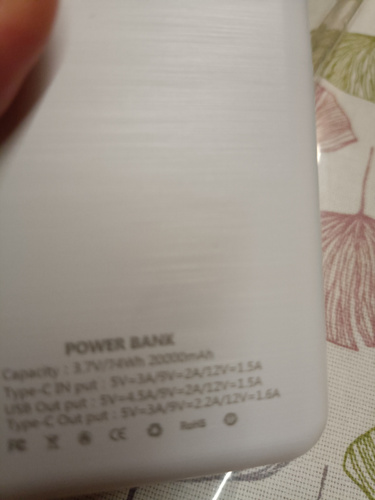 POWER BANK
Capacity : 3.7V/74Wh 20000mAh
Type-C IN put : 5V=3A/9V=2A/12V=1.5A
USB Out put : 5V=4.5A/9V=2A/12V=1.5A
Type-C Out put : 5V=3A/9V=2.2A/12V=1.6A
FC CE RoHS